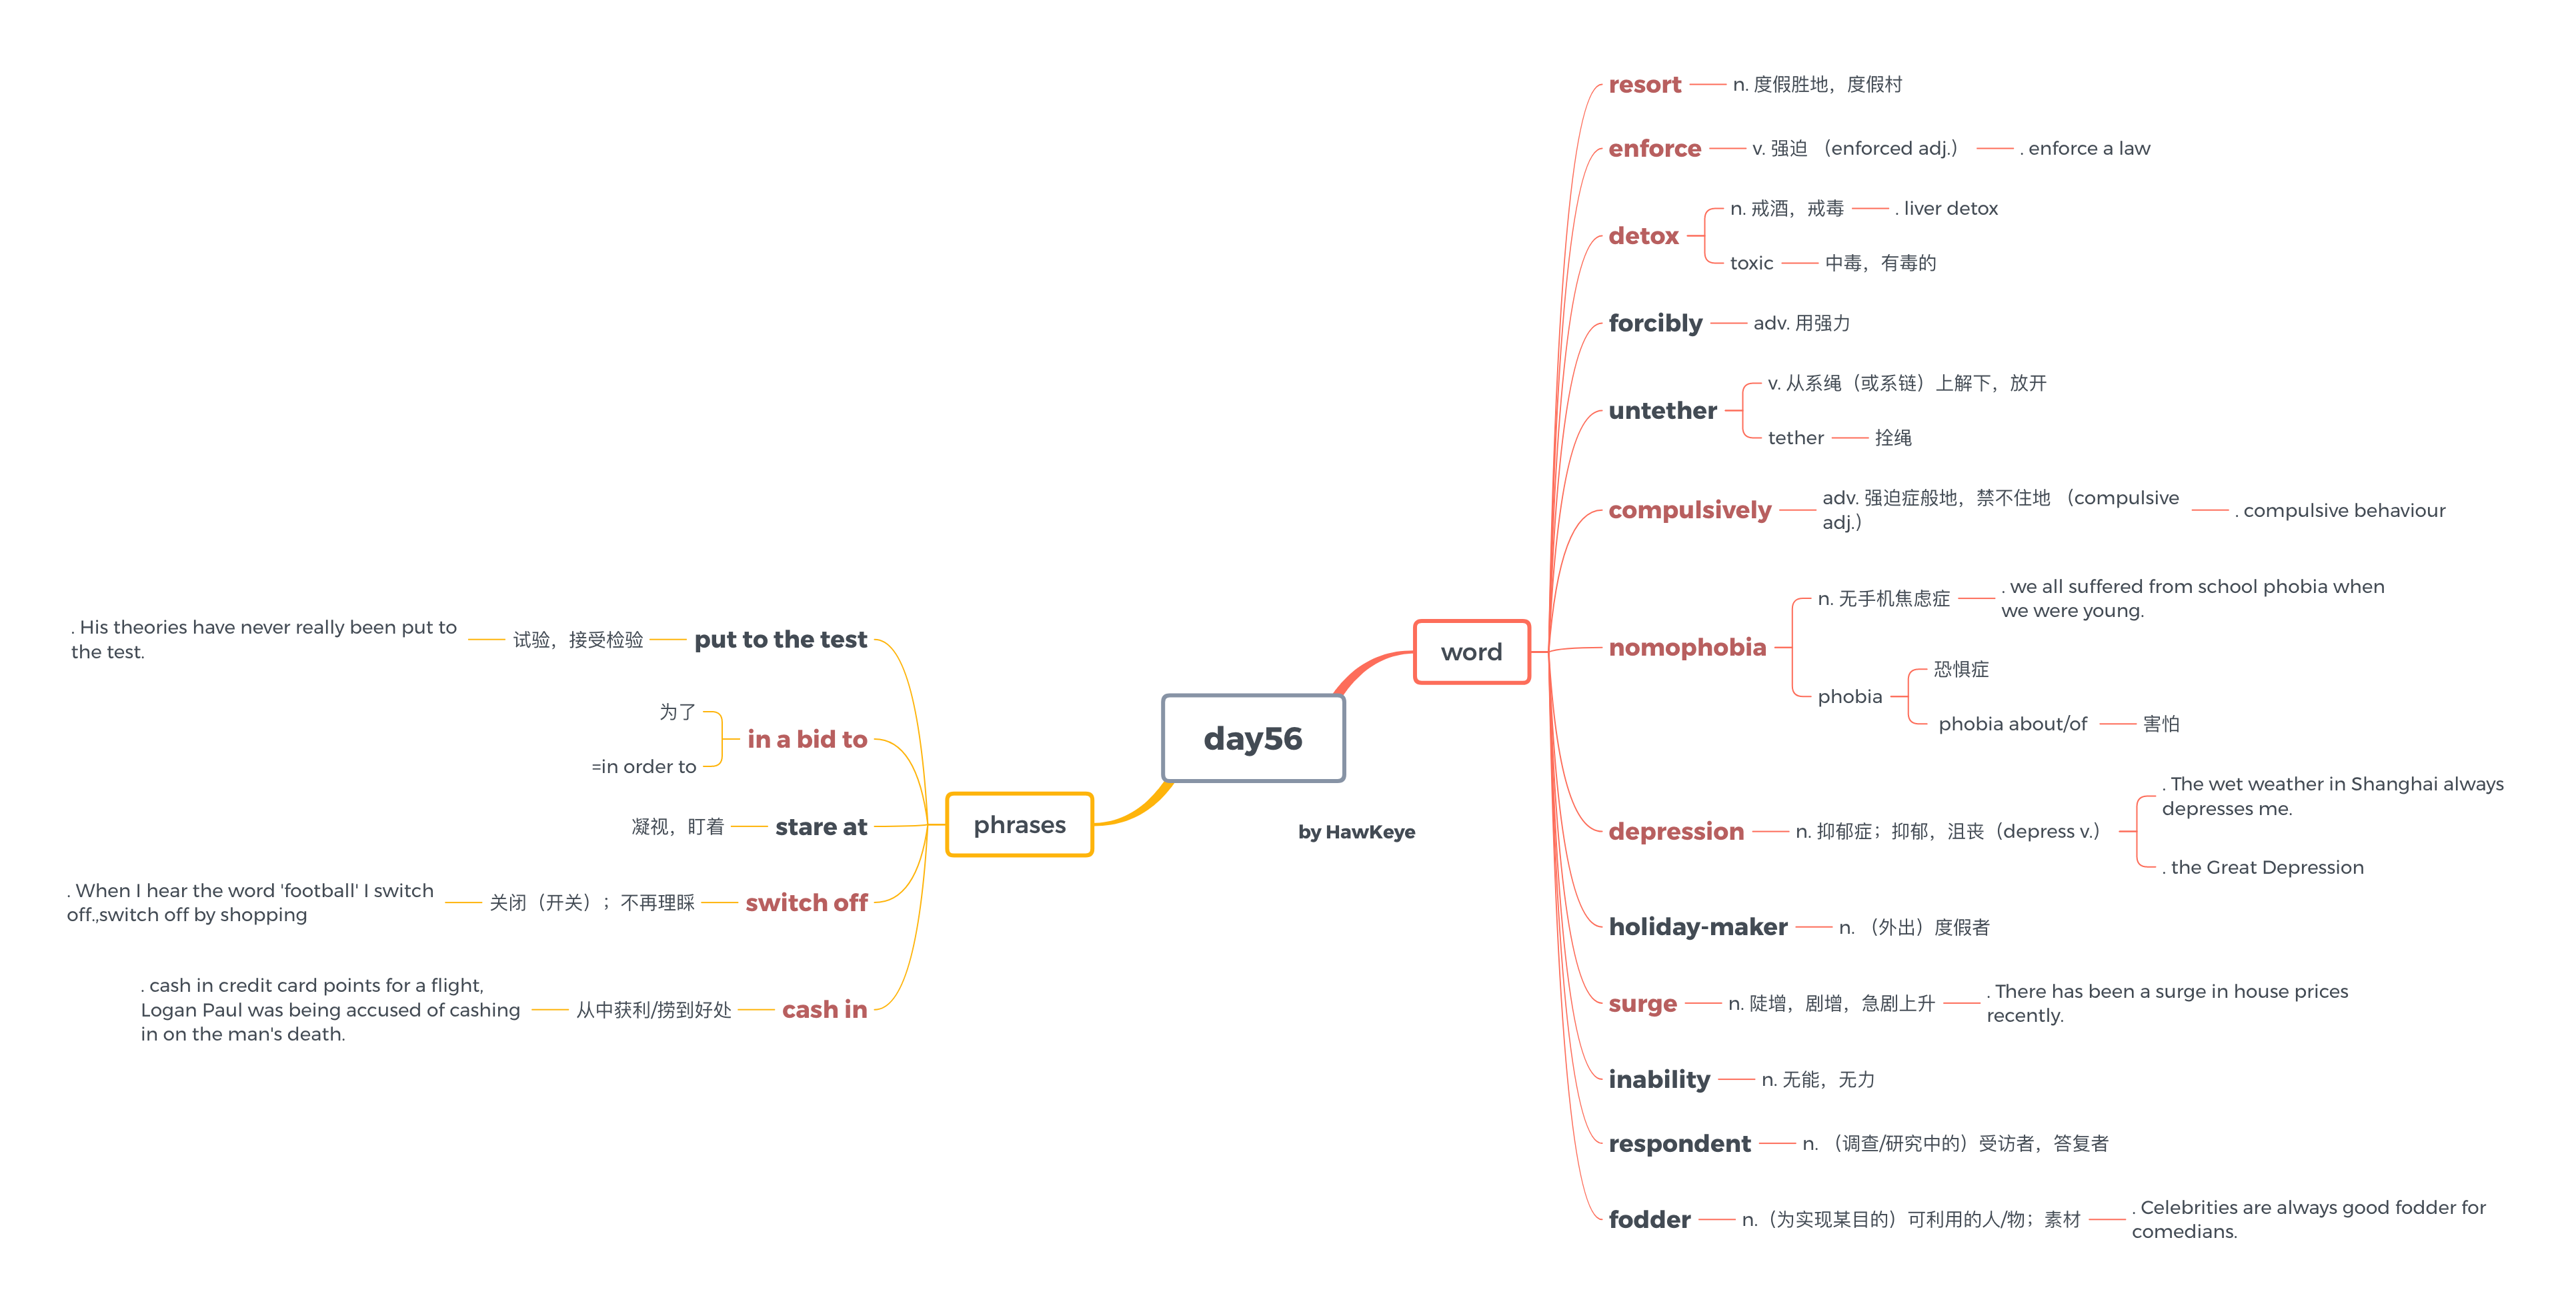 day56
by HawKeye
word
resort
n. 度假胜地，度假村
enforce
v. 强迫 （enforced adj.）
. enforce a law
detox
n. 戒酒，戒毒
. liver detox
toxic
中毒，有毒的
forcibly
adv. 用强力
untether
v. 从系绳（或系链）上解下，放开
tether
拴绳
compulsively
adv. 强迫症般地，禁不住地 （compulsive
adj.）
. compulsive behaviour
nomophobia
n. 无手机焦虑症
. we all suffered from school phobia when
we were young.
phobia
恐惧症
phobia about/of
害怕
depression
n. 抑郁症；抑郁，沮丧（depress v.）
. The wet weather in Shanghai always
depresses me.
. the Great Depression
holiday-maker
n. （外出）度假者
surge
n. 陡增，剧增，急剧上升
. There has been a surge in house prices
recently.
inability
n. 无能，无力
respondent
n. （调查/研究中的）受访者，答复者
fodder
n.（为实现某目的）可利用的人/物；素材
. Celebrities are always good fodder for
comedians.
phrases
put to the test
试验，接受检验
. His theories have never really been put to
the test.
in a bid to
为了
=in order to
stare at
凝视，盯着
switch off
关闭（开关）；不再理睬
. When I hear the word 'football' I switch
off.,switch off by shopping
cash in
从中获利/捞到好处
. cash in credit card points for a flight,
Logan Paul was being accused of cashing
in on the man's death.